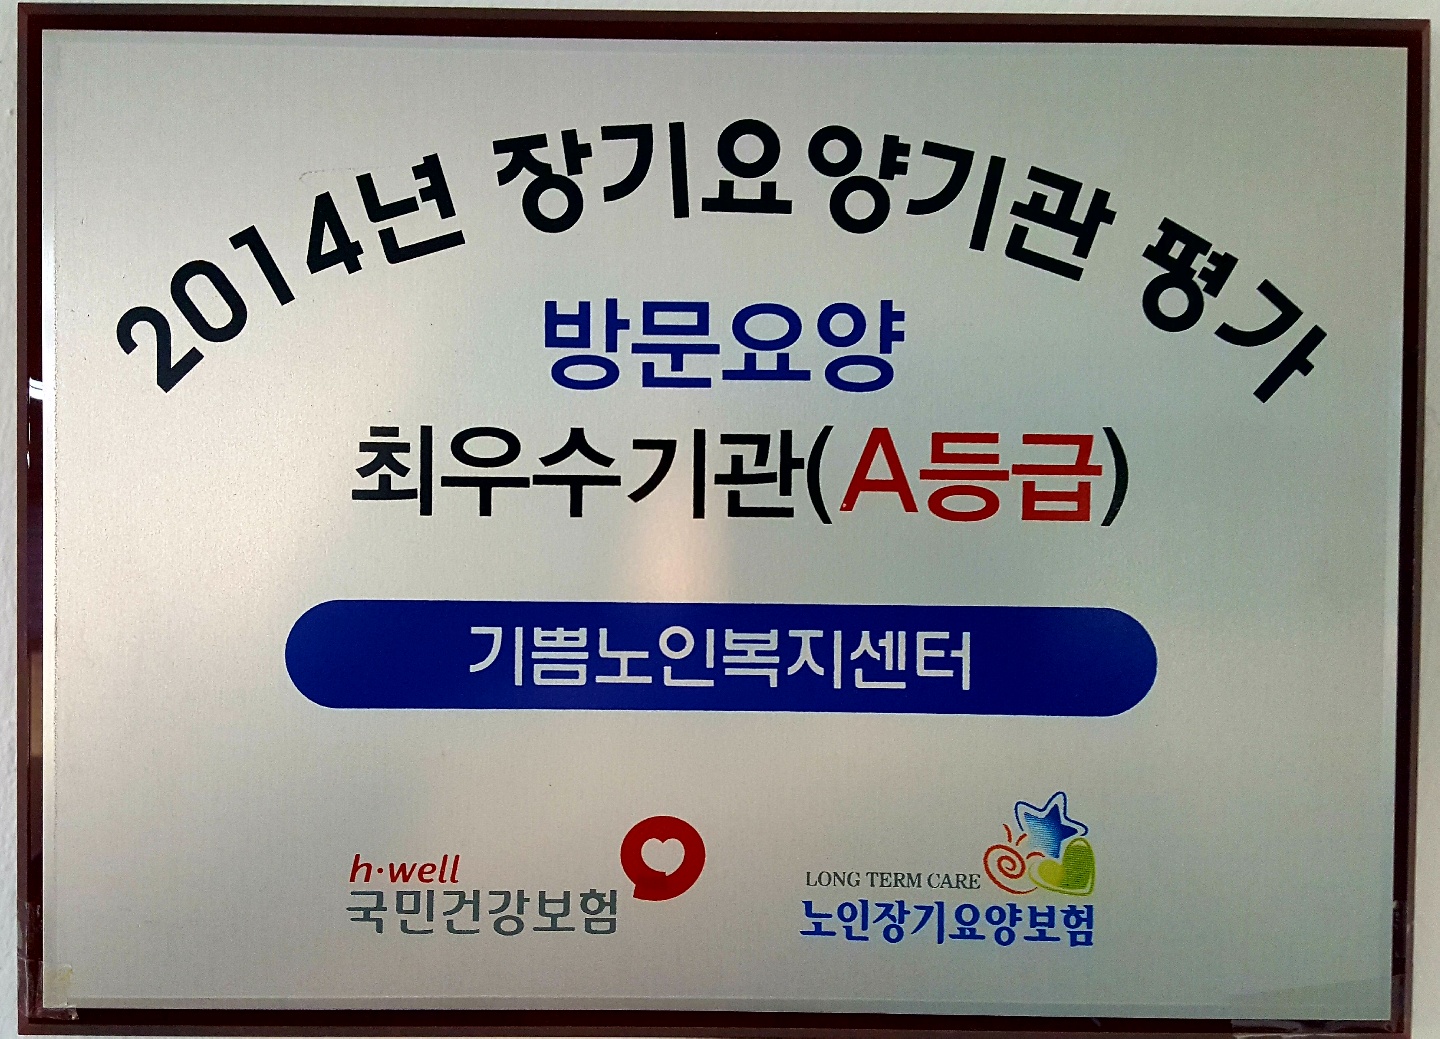 2014년 장기요양기관 평가
방문요양
최우수기관(A등급)
기쁨노인복지센터
h·well
국민건강보험
LONG TERM CARE
노인장기요양보험